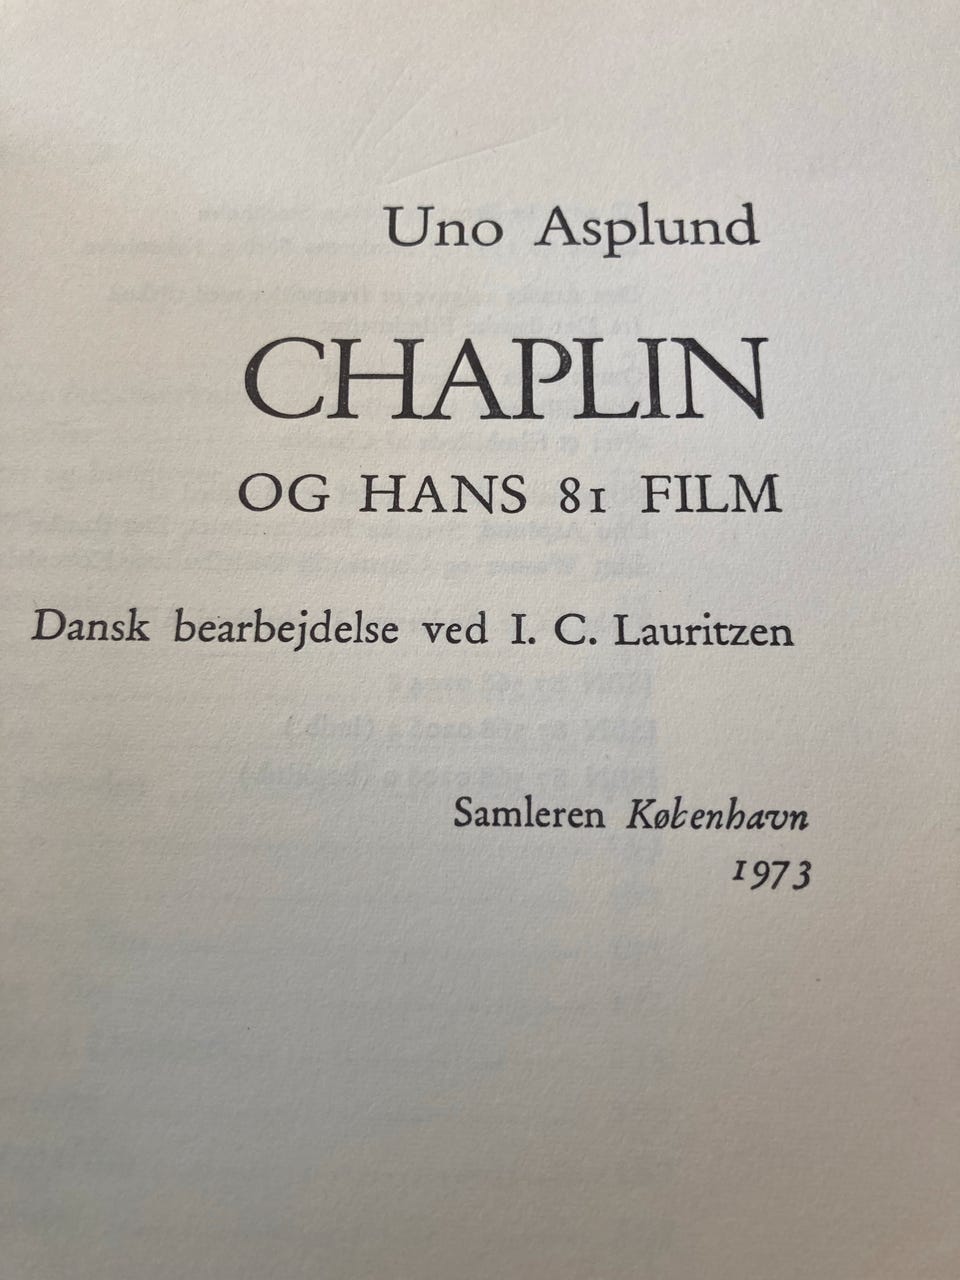 Uno Asplund
CHAPLIN
OG HANS 81 FILM
Dansk bearbejdelse ved I. C. Lauritzen
Samleren København
1973